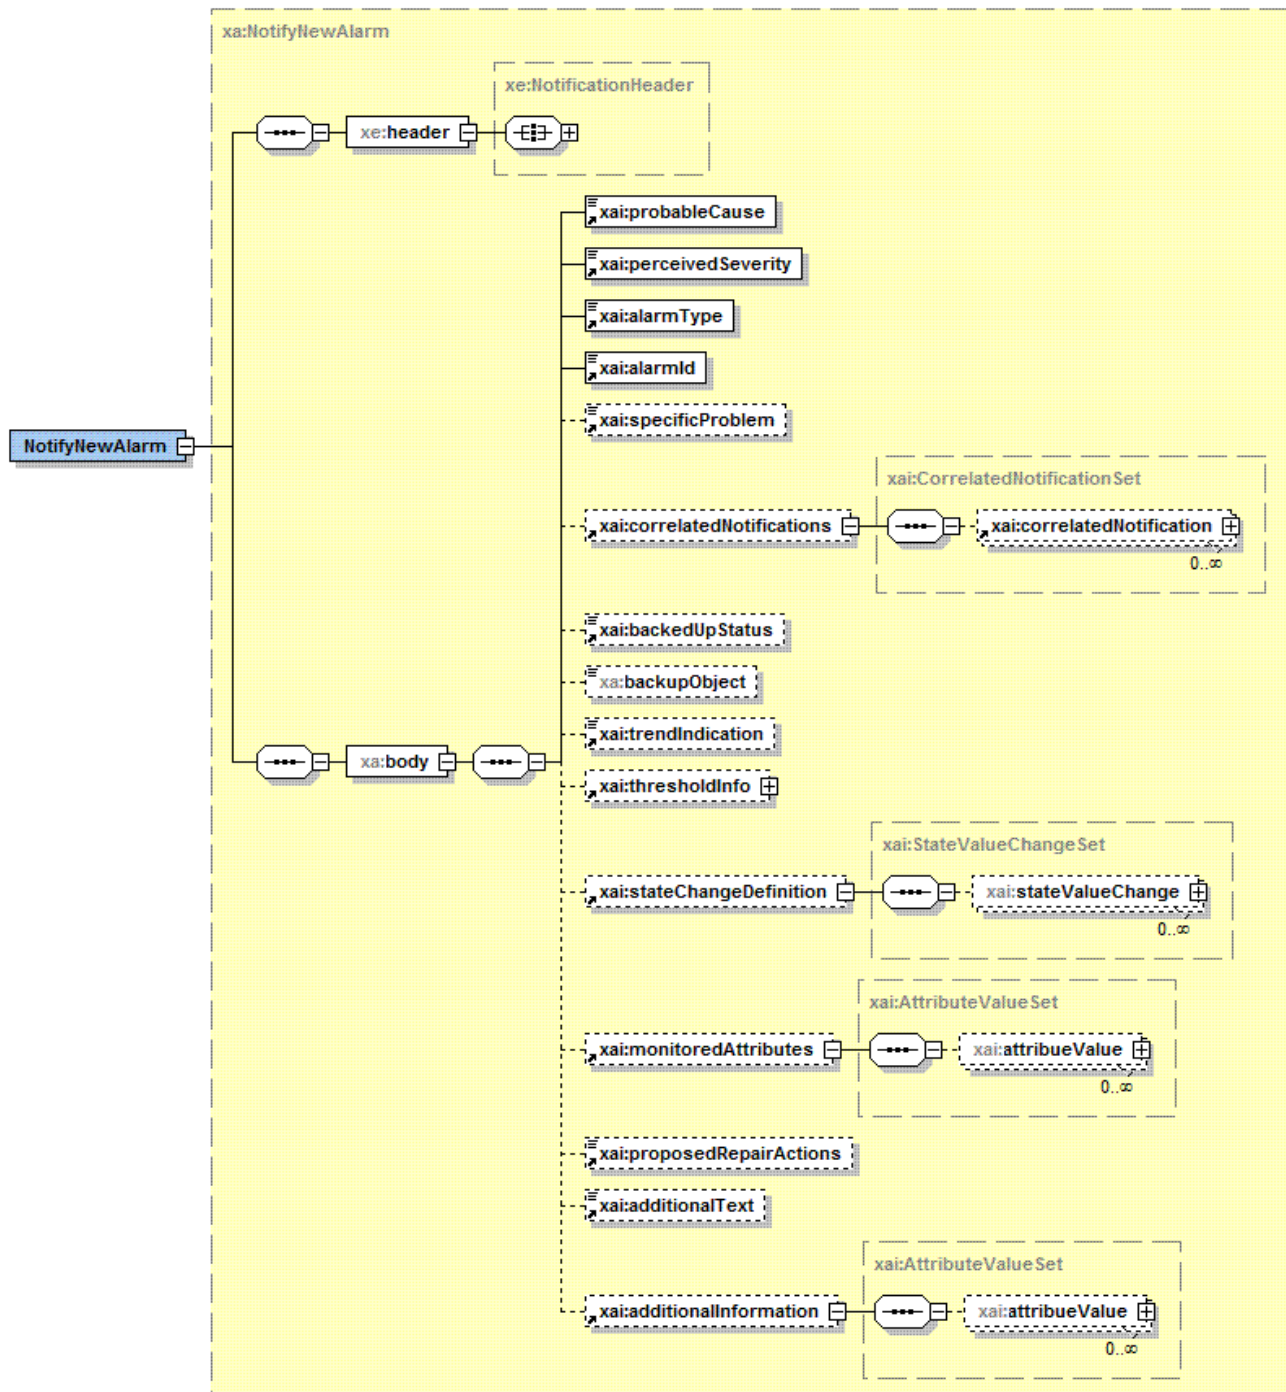 xa:NotifyNewAlarm
xe:NotificationHeader
xe:header
xai:probableCause
xai:perceivedSeverity
xai:alarmType
xai:alarmId
xai:specificProblem
NotifyNewAlarm
xai:CorrelatedNotificationSet
xai:correlatedNotifications
xai:correlatedNotification
0..∞
xai:backedUpStatus
xa:backupObject
xai:trendIndication
xa:body
xai:thresholdInfo
xai:StateValueChangeSet
xai:stateChangeDefinition
xai:stateValueChange
0..∞
xai:AttributeValueSet
xai:monitoredAttributes
xai:attribueValue
0..∞
xai:proposedRepairActions
xai:additionalText
xai:AttributeValueSet
xai:additionalInformation
xai:attribueValue
0..∞